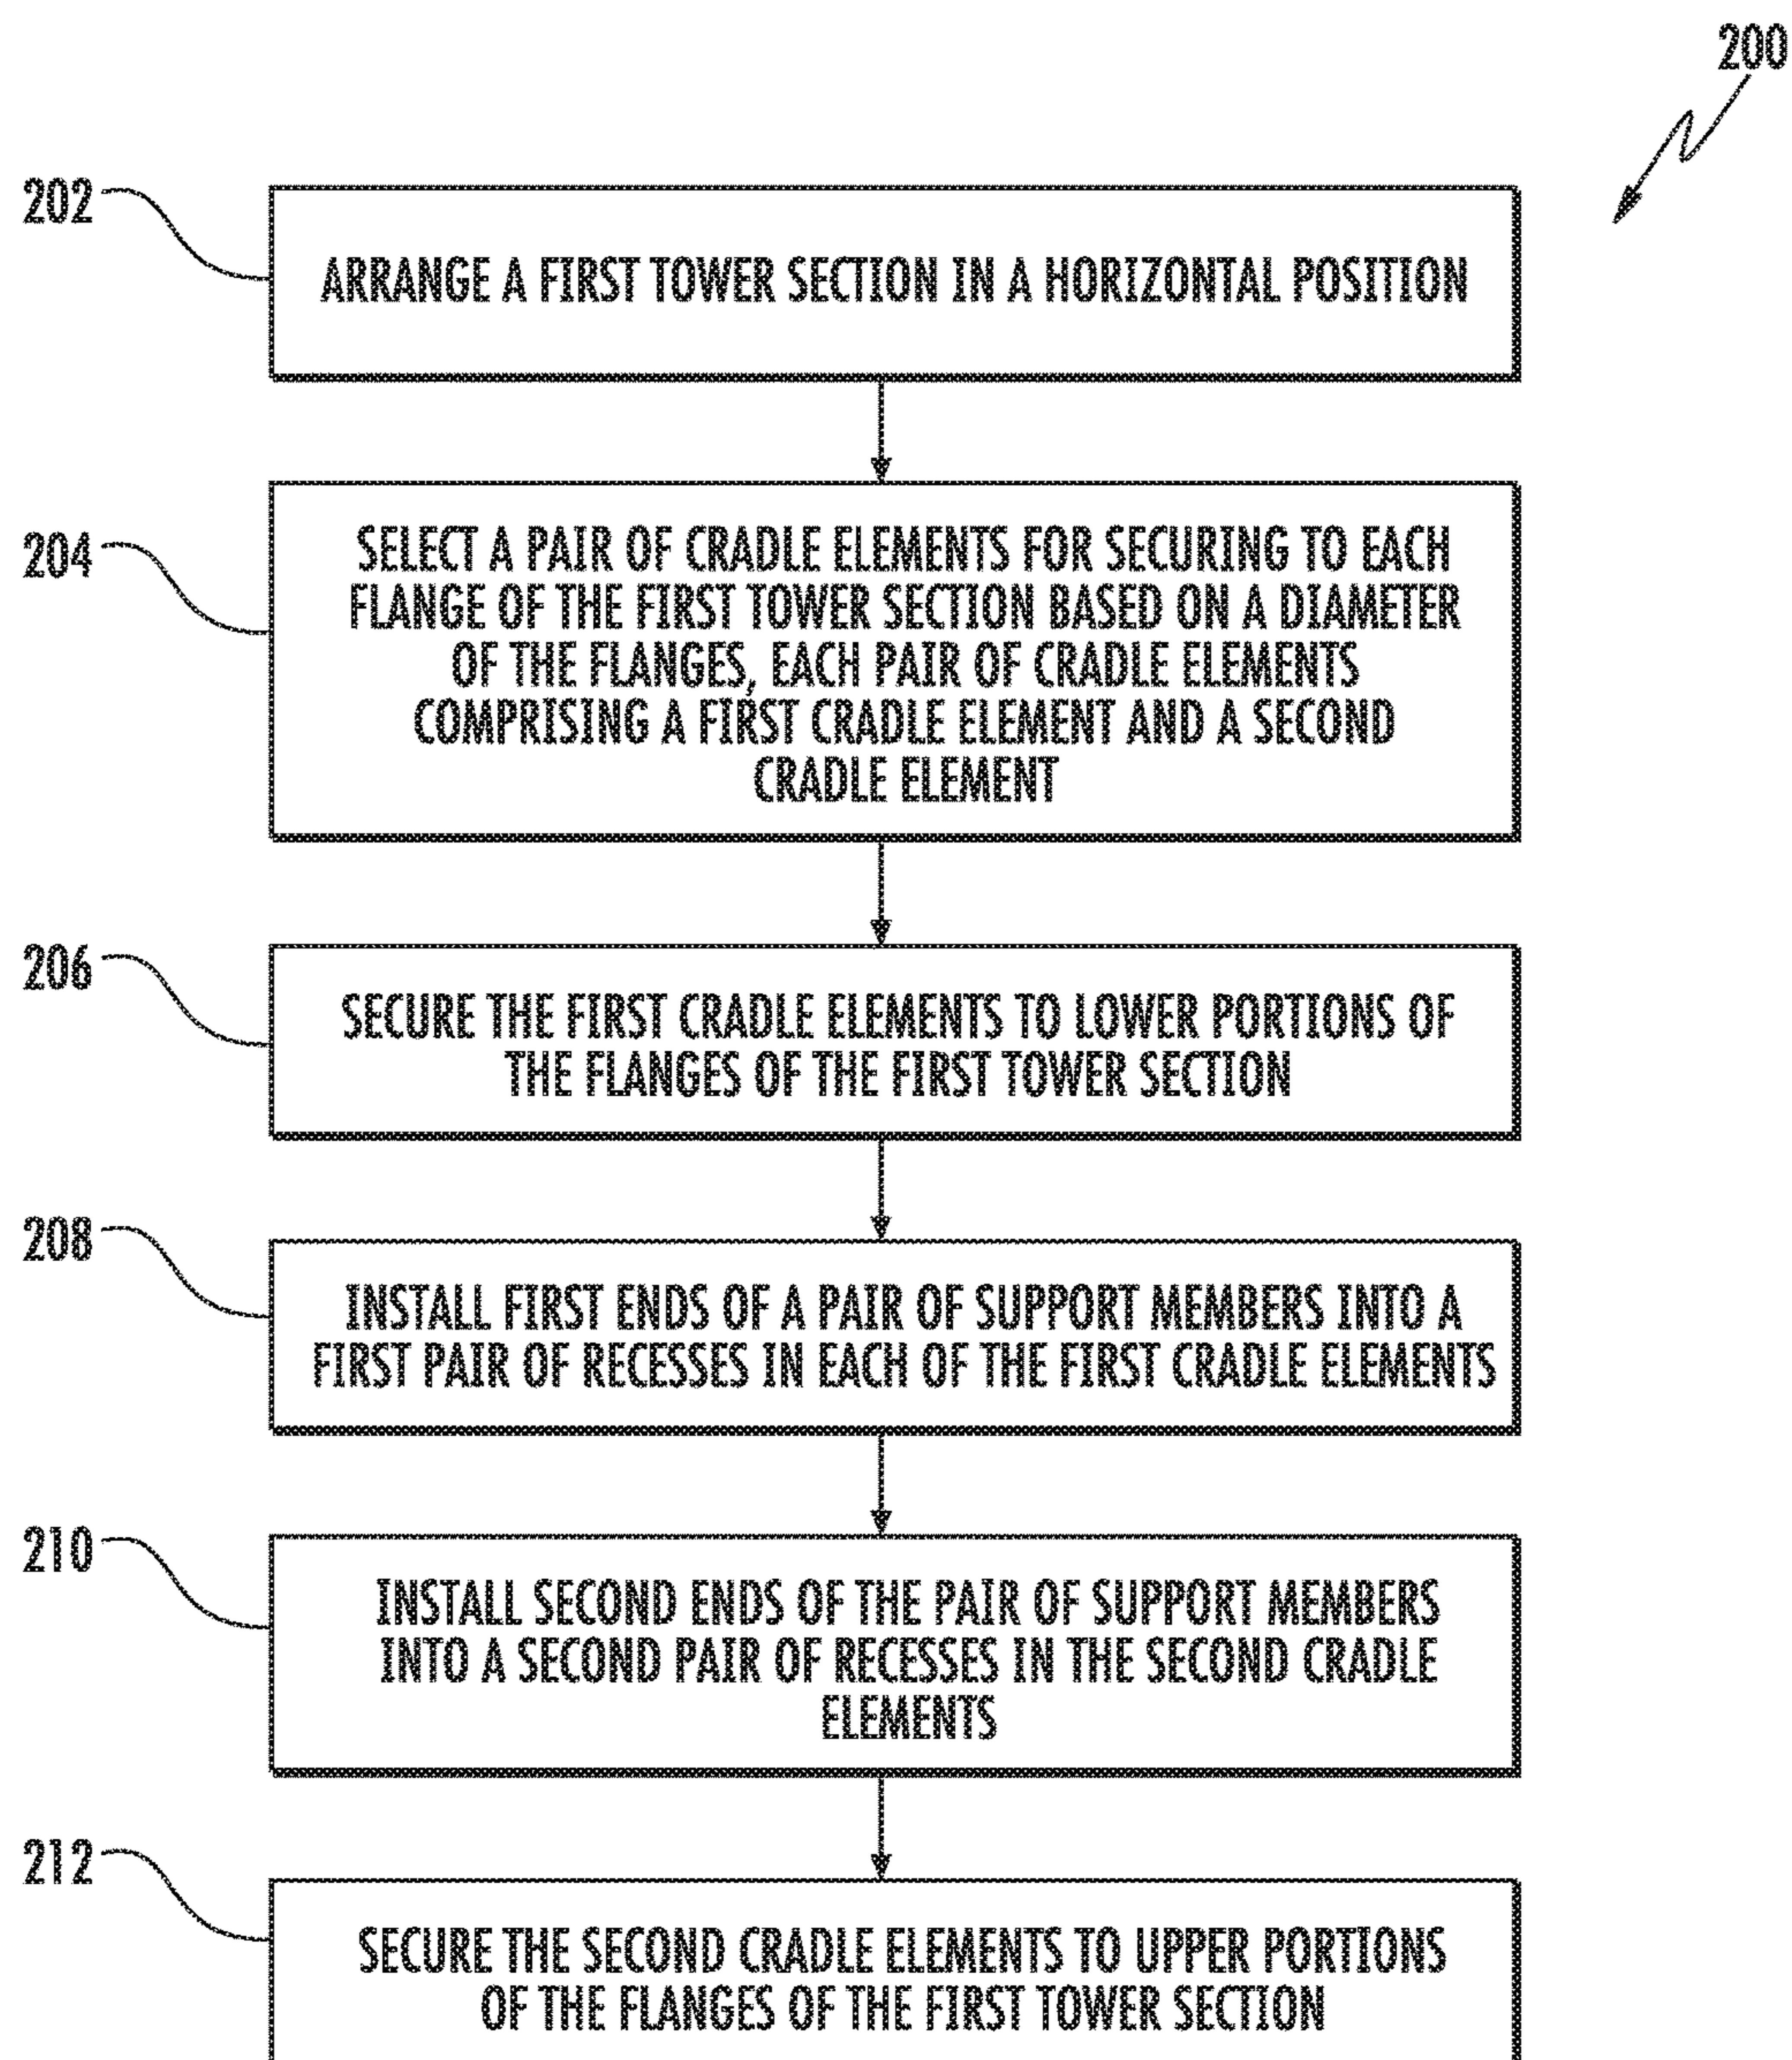 200
202
ARRANGE A FIRST TOWER SECTION IN A HORIZONTAL POSITION
204
SELECT A PAIR OF CRADLE ELEMENTS FOR SECURING TO EACH
FLANGE OF THE FIRST TOWER SECTION BASED ON A DIAMETER
OF THE FLANGES, EACH PAIR OF CRADLE ELEMENTS
COMPRISING A FIRST CRADLE ELEMENT AND A SECOND
CRADLE ELEMENT
206
SECURE THE FIRST CRADLE ELEMENTS TO LOWER PORTIONS OF
THE FLANGES OF THE FIRST TOWER SECTION
208
INSTALL FIRST ENDS OF A PAIR OF SUPPORT MEMBERS INTO A
FIRST PAIR OF RECESSES IN EACH OF THE FIRST CRADLE ELEMENTS
210
INSTALL SECOND ENDS OF THE PAIR OF SUPPORT MEMBERS
INTO A SECOND PAIR OF RECESSES IN THE SECOND CRADLE
ELEMENTS
212
SECURE THE SECOND CRADLE ELEMENTS TO UPPER PORTIONS
OF THE FLANGES OF THE FIRST TOWER SECTION